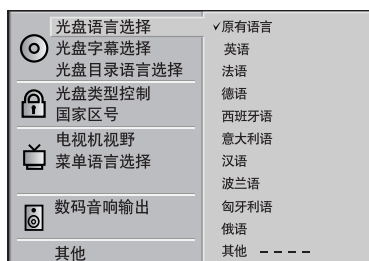 光盘语言选择
光盘字幕选择
光盘目录语言选择
光盘类型控制
国家区号
电视机视野
菜单语言选择
数码音响输出
其他
✓原有语言
英语
法语
德语
西班牙语
意大利语
汉语
波兰语
匈牙利语
俄语
其他 – – – –